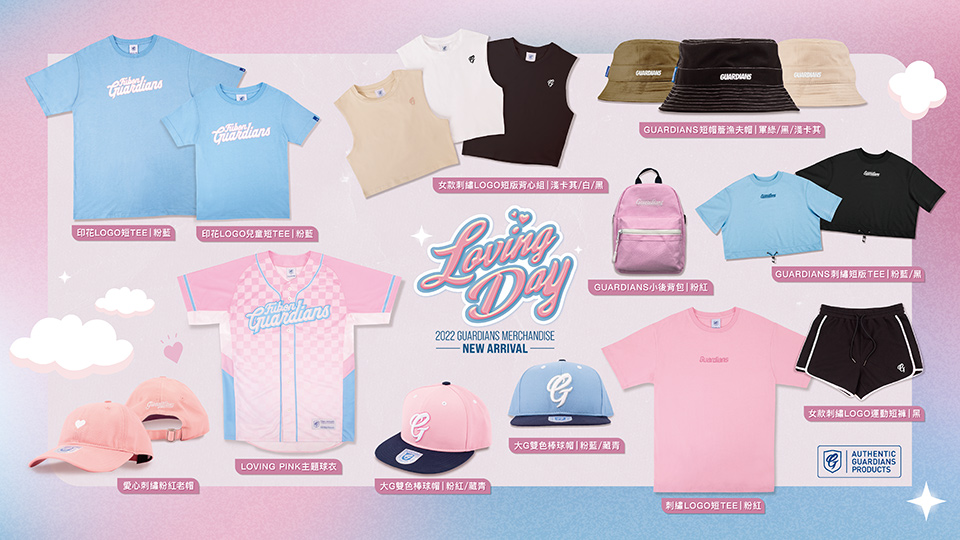 Fubon
Guardians
Fubon
Guardians
GUARDIANS
GUARDIANS
GUARDIANS
GUARDIANS短帽簷漁夫帽|軍綠/黑/淺卡其
女款刺繡LOGO短版背心組|淺卡其/白/黑
印花LOGO短TEE|粉藍
印花LOGO兒童短TEE|粉藍
Guardians
Guardians
Guardians
GUARDIANS刺繡短版TEE|粉藍/黑
GUARDIANS小後背包|粉紅
Loving
Day
2022 GUARDIANS MERCHANDISE
NEW ARRIVAL
Fubon
Guardians
Guardians
G
G
女款刺繡LOGO運動短褲|黑
大G雙色棒球帽|粉藍/藏青
LOVING PINK主題球衣
愛心刺繡粉紅老帽
大G雙色棒球帽|粉紅/藏青
刺繡LOGO短TEE|粉紅
AUTHENTIC
GUARDIANS
PRODUCTS